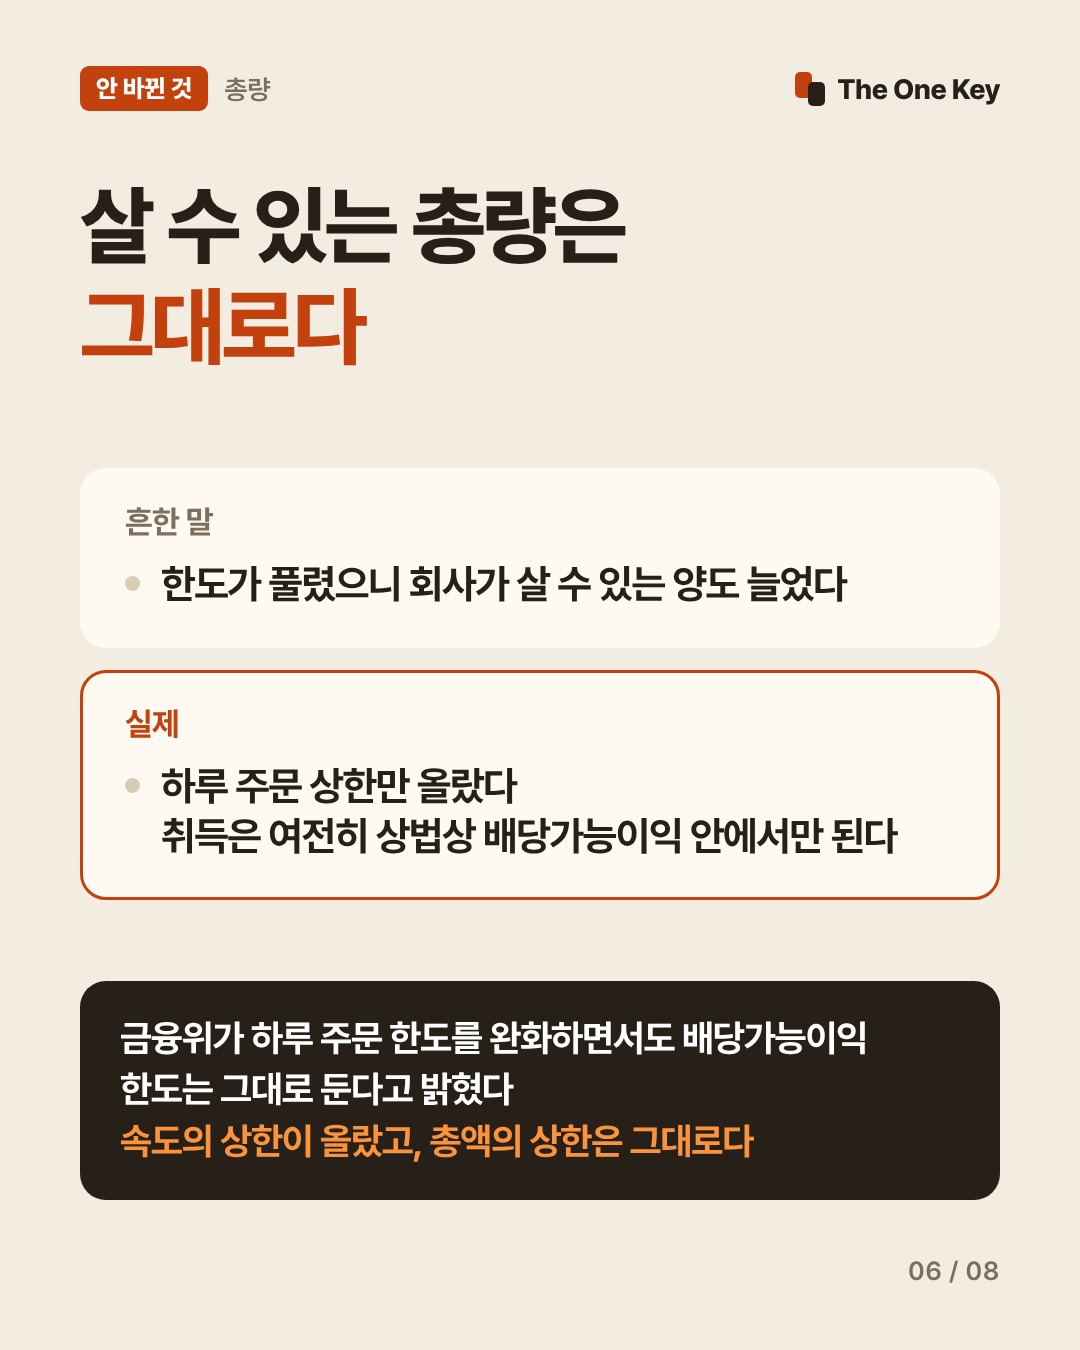 안 바뀐 것 총량
The One Key
살 수 있는 총량은
그대로다
흔한 말
한도가 풀렸으니 회사가 살 수 있는 양도 늘었다
실제
하루 주문 상한만 올랐다
취득은 여전히 상법상 배당가능이익 안에서만 된다
금융위가 하루 주문 한도를 완화하면서도 배당가능이익
한도는 그대로 둔다고 밝혔다
속도의 상한이 올랐고, 총액의 상한은 그대로다
06 / 08